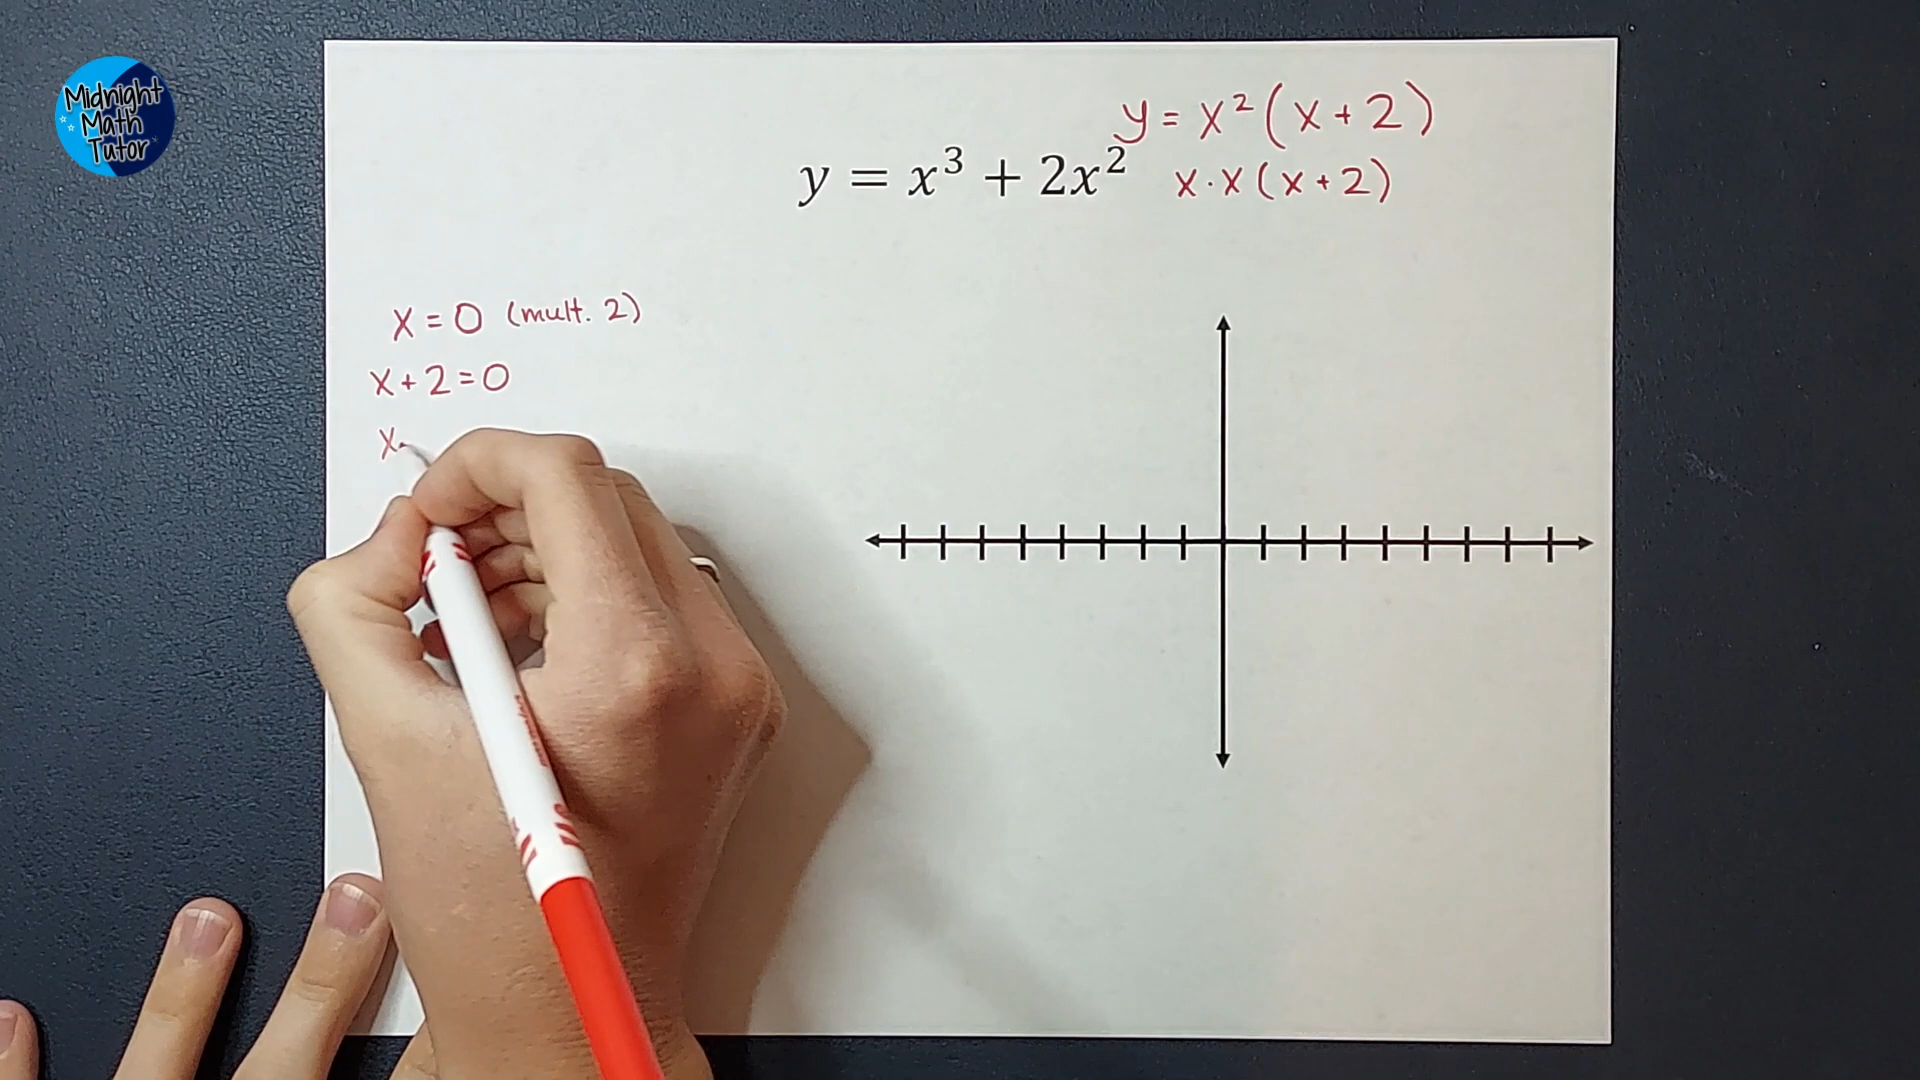 Midnight
Math
Tutor
y = x²(x+2)
y = x³ + 2x²
x·x(x+2)
x=0 (mult. 2)
x+2=0
x